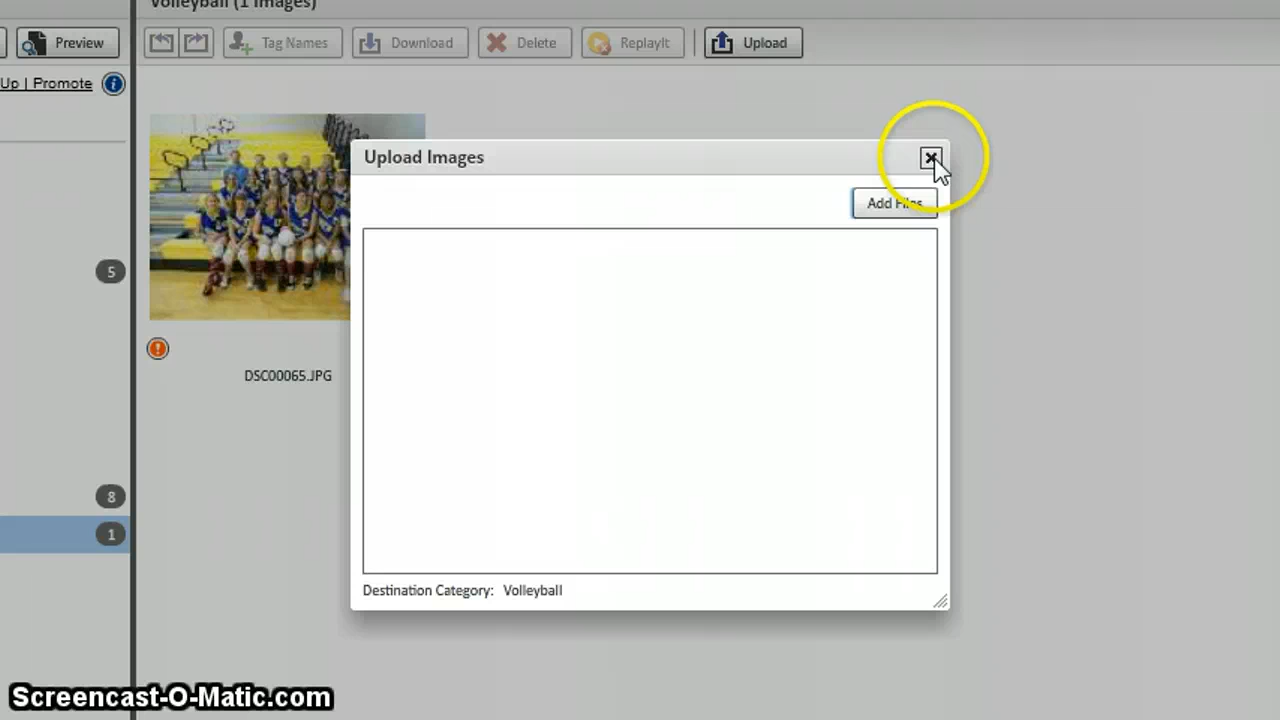 Volleyball (1 Images)
Preview
Tag Names
Download
Delete
ReplayIt
Upload
Up | Promote
Upload Images
Add Files
5
DSC00065.JPG
8
1
Destination Category: Volleyball
Screencast-O-Matic.com